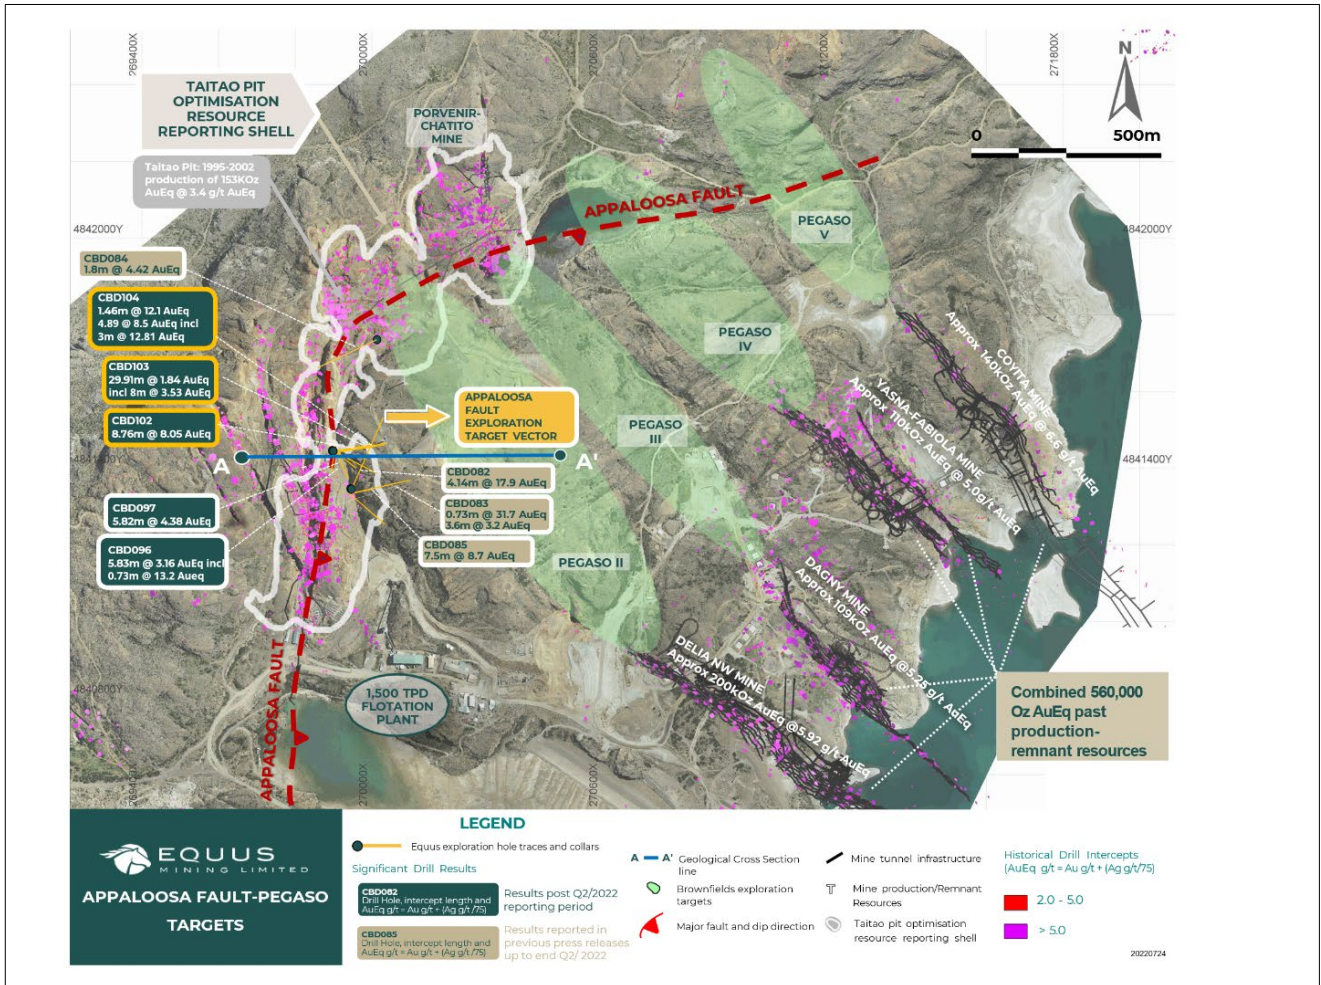 269400X
270000X
270600X
271200X
271800X
N
0 500m
TAITAO PIT
OPTIMISATION
RESOURCE
REPORTING SHELL
PORVENIR-
CHATITO
MINE
Taitao Pit: 1995-2002
production of 153KOz
AuEq @ 3.4 g/t AuEq
APPALOOSA FAULT
PEGASO
V
4842000Y
4842000Y
CBD084
1.8m @ 4.42 AuEq
CBD104
1.46m @ 12.1 AuEq
4.89 @ 8.5 AuEq incl
3m @ 12.81 AuEq
PEGASO
IV
COYITA MINE
Approx 140kOz AuEq @ 6.6 g/t AuEq
CBD103
29.91m @ 1.84 AuEq
incl 8m @ 3.53 AuEq
YASNA-FABIOLA MINE
Approx 110kOz AuEq @ 5.0g/t AuEq
CBD102
8.76m @ 8.05 AuEq
APPALOOSA
FAULT
EXPLORATION
TARGET VECTOR
PEGASO
III
A
A'
4841400Y
4841400Y
CBD082
4.14m @ 17.9 AuEq
CBD083
0.73m @ 31.7 AuEq
3.6m @ 3.2 AuEq
CBD097
5.82m @ 4.38 AuEq
CBD085
7.5m @ 8.7 AuEq
CBD096
5.83m @ 3.16 AuEq incl
0.73m @ 13.2 Aueq
PEGASO II
DAGNY MINE
Approx 109kOz AuEq @5.25 g/t AuEq
DELIA NW MINE
Approx 200kOz AuEq @5.92 g/t AuEq
APPALOOSA FAULT
4840800Y
1,500 TPD
FLOTATION
PLANT
Combined 560,000
Oz AuEq past
production-
remnant resources
269400X
270000X
270600X
EQUUS
MINING LIMITED
APPALOOSA FAULT-PEGASO
TARGETS
LEGEND
Equus exploration hole traces and collars
Significant Drill Results
CBD082
Drill Hole, intercept length and
AuEq g/t = Au g/t + (Ag g/t /75)
Results post Q2/2022
reporting period
CBD085
Drill Hole, intercept length and
AuEq g/t = Au g/t + (Ag g/t /75)
Results reported in
previous press releases
up to end Q2/ 2022
A A' Geological Cross Section
line
Brownfields exploration
targets
Major fault and dip direction
Mine tunnel infrastructure
Mine production/Remnant
Resources
Taitao pit optimisation
resource reporting shell
Historical Drill Intercepts
(AuEq g/t = Au g/t + (Ag g/t/75)
2.0 - 5.0
> 5.0
20220724